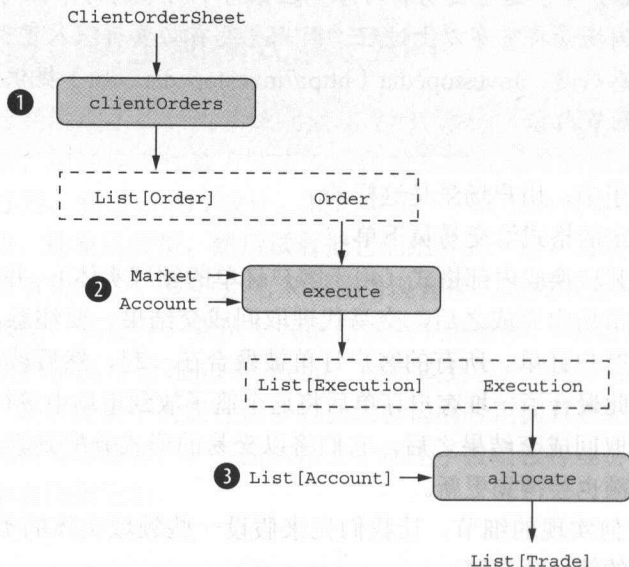 ClientOrderSheet
1 clientOrders
List[Order] Order
Market
2 execute
Account
List[Execution] Execution
3 List[Account] allocate
List[Trade]